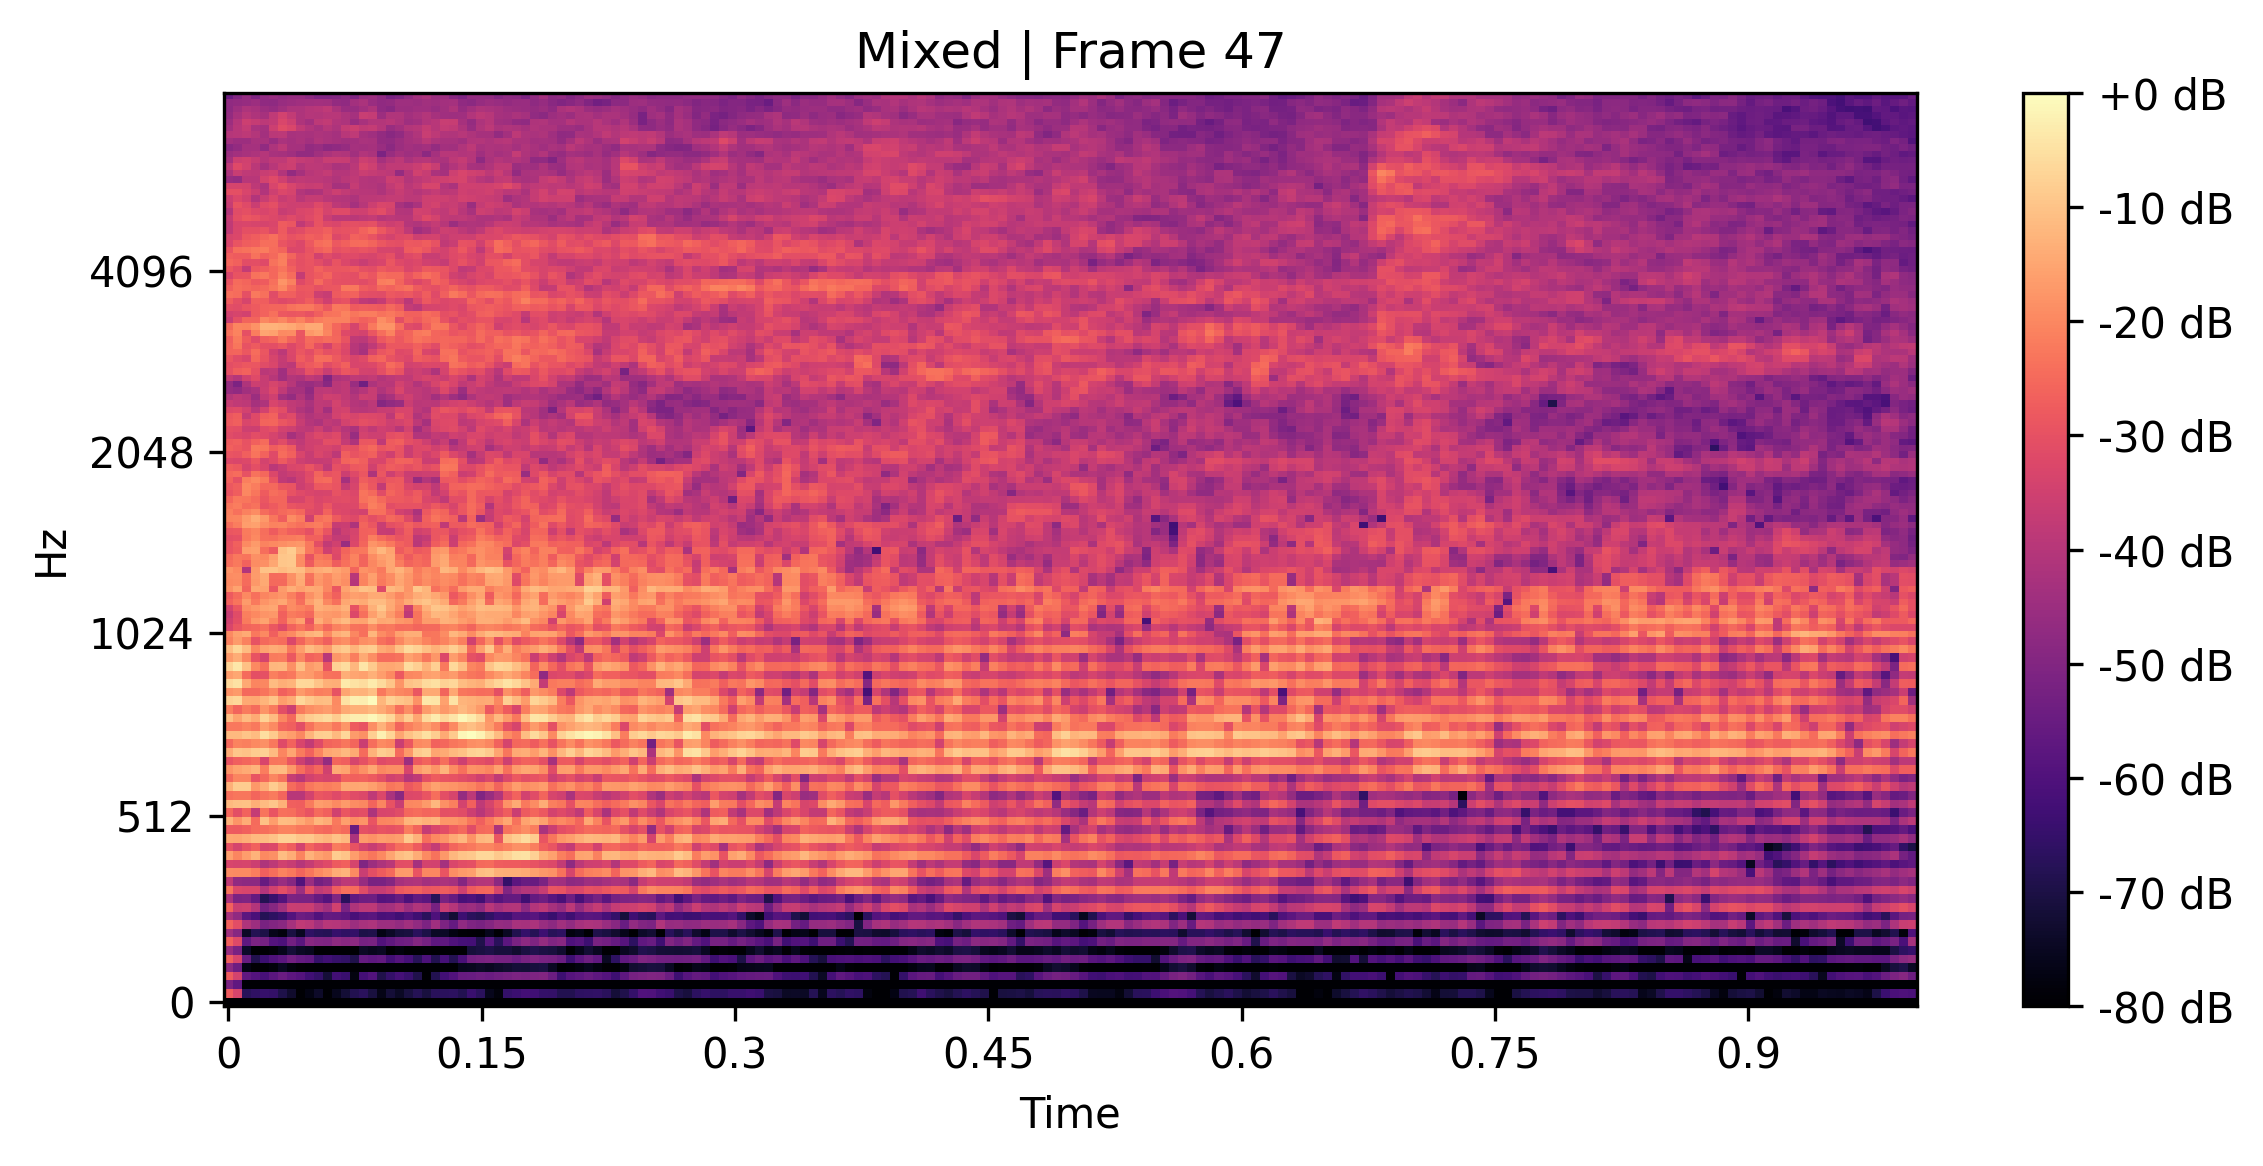 Mixed | Frame 47
+0 dB
-10 dB
-20 dB
-30 dB
-40 dB
-50 dB
-60 dB
-70 dB
-80 dB
Hz
4096
2048
1024
512
0
0 0.15 0.3 0.45 0.6 0.75 0.9
Time